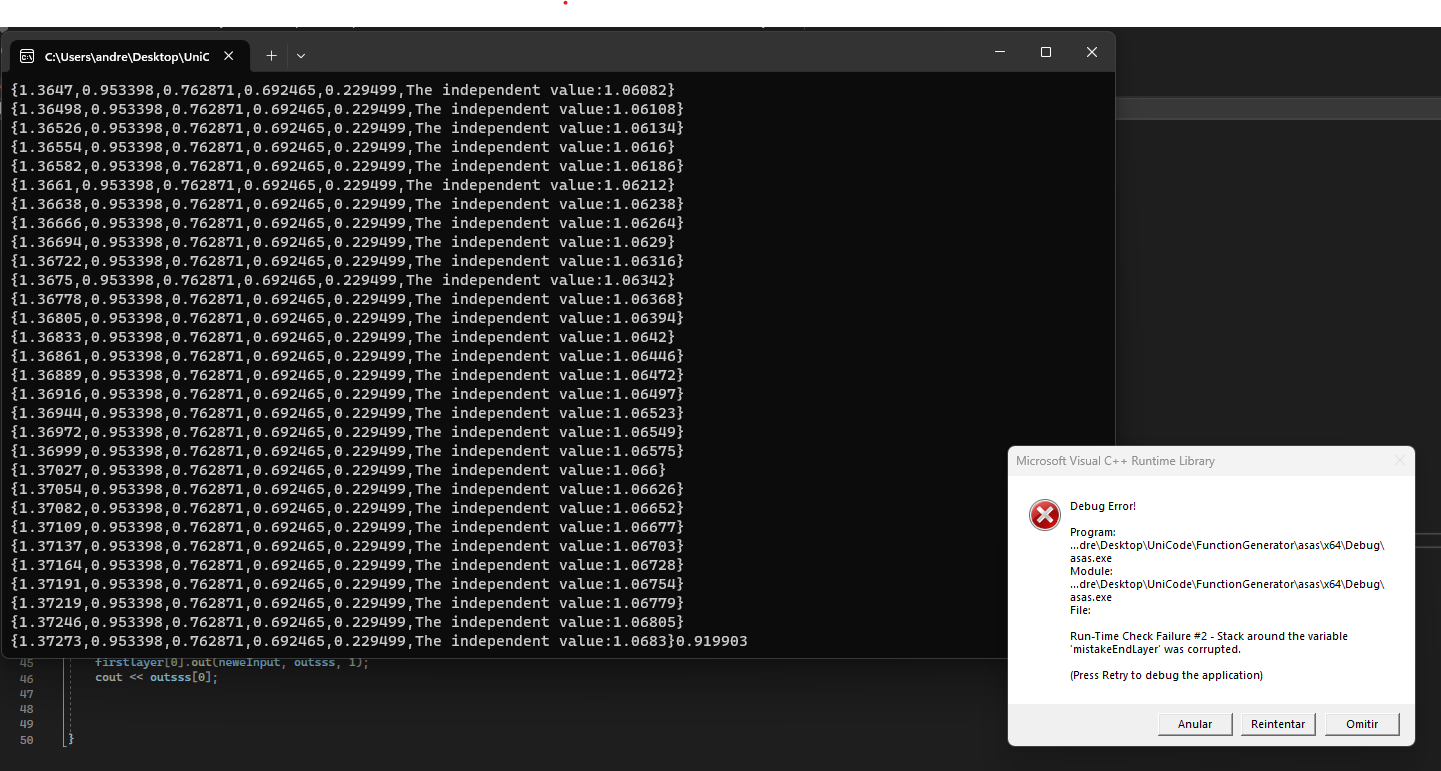 C:\Users\andre\Desktop\UniC
{1.3647,0.953398,0.762871,0.692465,0.229499,The independent value:1.06082}
{1.36498,0.953398,0.762871,0.692465,0.229499,The independent value:1.06108}
{1.36526,0.953398,0.762871,0.692465,0.229499,The independent value:1.06134}
{1.36554,0.953398,0.762871,0.692465,0.229499,The independent value:1.0616}
{1.36582,0.953398,0.762871,0.692465,0.229499,The independent value:1.06186}
{1.3661,0.953398,0.762871,0.692465,0.229499,The independent value:1.06212}
{1.36638,0.953398,0.762871,0.692465,0.229499,The independent value:1.06238}
{1.36666,0.953398,0.762871,0.692465,0.229499,The independent value:1.06264}
{1.36694,0.953398,0.762871,0.692465,0.229499,The independent value:1.0629}
{1.36722,0.953398,0.762871,0.692465,0.229499,The independent value:1.06316}
{1.3675,0.953398,0.762871,0.692465,0.229499,The independent value:1.06342}
{1.36778,0.953398,0.762871,0.692465,0.229499,The independent value:1.06368}
{1.36805,0.953398,0.762871,0.692465,0.229499,The independent value:1.06394}
{1.36833,0.953398,0.762871,0.692465,0.229499,The independent value:1.0642}
{1.36861,0.953398,0.762871,0.692465,0.229499,The independent value:1.06446}
{1.36889,0.953398,0.762871,0.692465,0.229499,The independent value:1.06472}
{1.36916,0.953398,0.762871,0.692465,0.229499,The independent value:1.06497}
{1.36944,0.953398,0.762871,0.692465,0.229499,The independent value:1.06523}
{1.36972,0.953398,0.762871,0.692465,0.229499,The independent value:1.06549}
{1.36999,0.953398,0.762871,0.692465,0.229499,The independent value:1.06575}
{1.37027,0.953398,0.762871,0.692465,0.229499,The independent value:1.066}
{1.37054,0.953398,0.762871,0.692465,0.229499,The independent value:1.06626}
{1.37082,0.953398,0.762871,0.692465,0.229499,The independent value:1.06652}
{1.37109,0.953398,0.762871,0.692465,0.229499,The independent value:1.06677}
{1.37137,0.953398,0.762871,0.692465,0.229499,The independent value:1.06703}
{1.37164,0.953398,0.762871,0.692465,0.229499,The independent value:1.06728}
{1.37191,0.953398,0.762871,0.692465,0.229499,The independent value:1.06754}
{1.37219,0.953398,0.762871,0.692465,0.229499,The independent value:1.06779}
{1.37246,0.953398,0.762871,0.692465,0.229499,The independent value:1.06805}
{1.37273,0.953398,0.762871,0.692465,0.229499,The independent value:1.0683}0.919903
45 firstlayer[0].out(neweInput, outsss, 1);
46 cout << outsss[0];
47
48
49
50 }
Microsoft Visual C++ Runtime Library
Debug Error!
Program:
...dre\Desktop\UniCode\FunctionGenerator\asas\x64\Debug\
asas.exe
Module:
...dre\Desktop\UniCode\FunctionGenerator\asas\x64\Debug\
asas.exe
File:
Run-Time Check Failure #2 - Stack around the variable
'mistakeEndLayer' was corrupted.
(Press Retry to debug the application)
Anular
Reintentar
Omitir